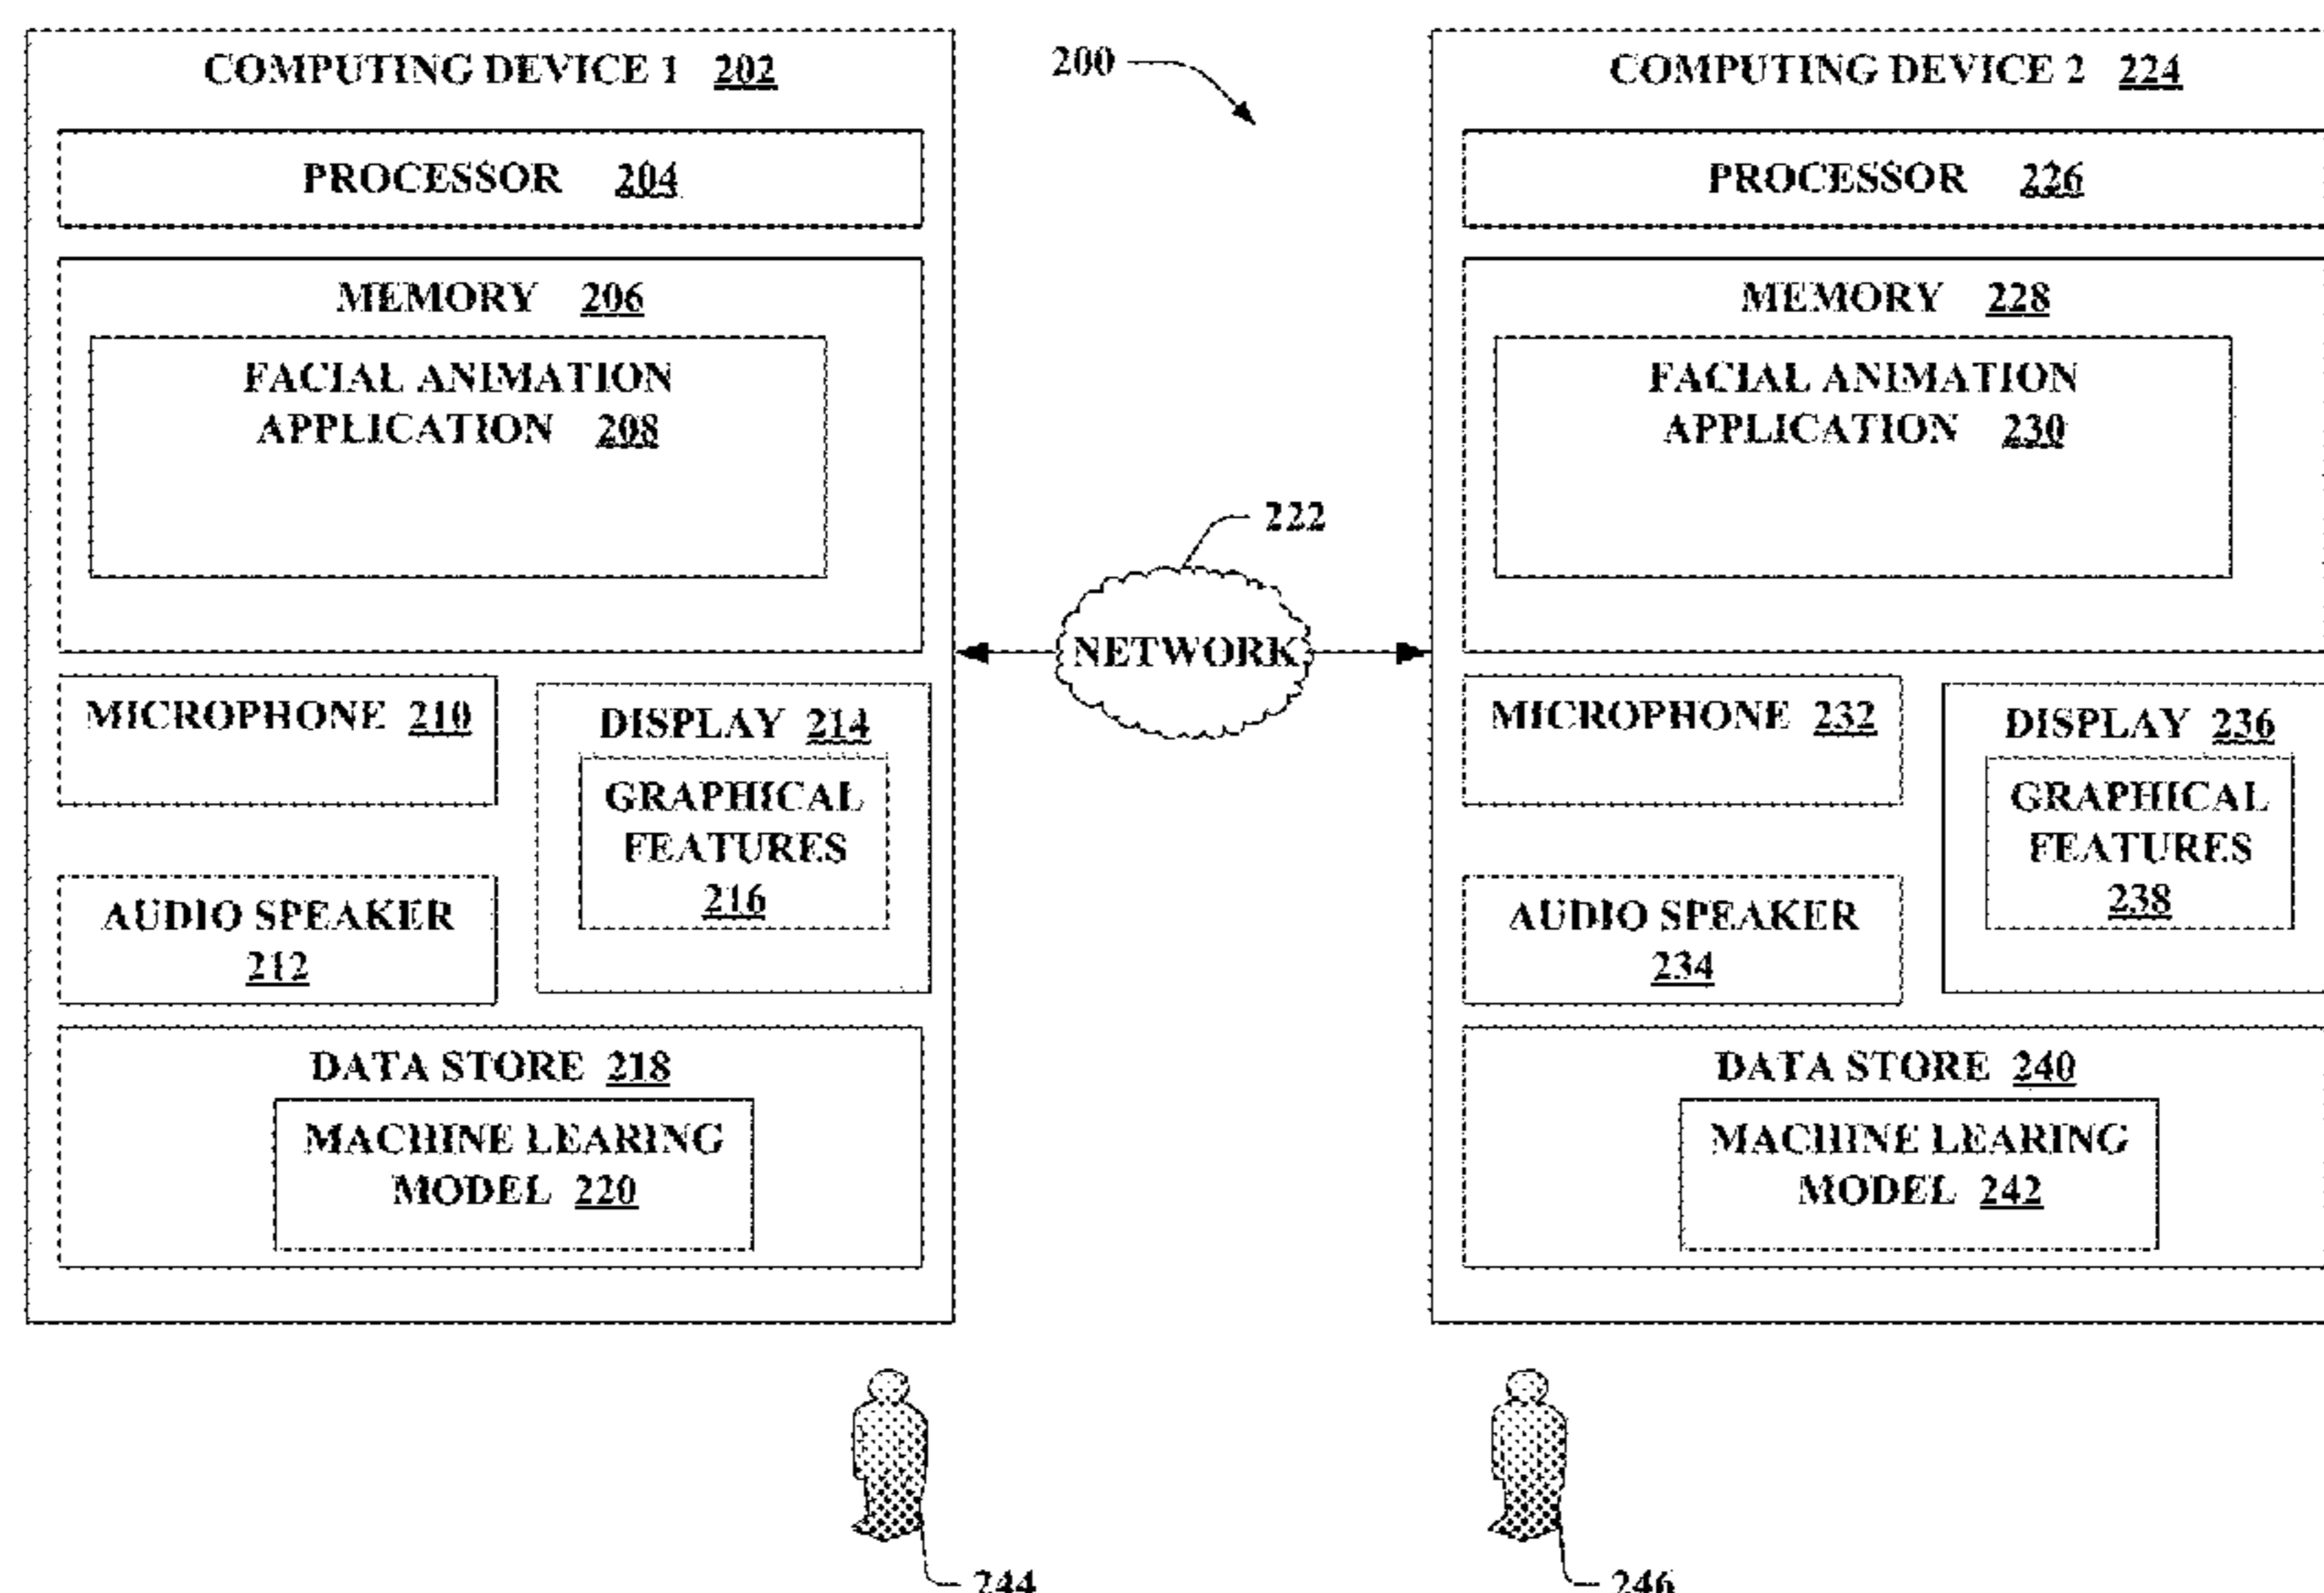 COMPUTING DEVICE 1 202
PROCESSOR 204
MEMORY 206
FACIAL ANIMATION
APPLICATION 208
MICROPHONE 210
DISPLAY 214
GRAPHICAL
FEATURES
216
AUDIO SPEAKER
212
DATA STORE 218
MACHINE LEARING
MODEL 220
200
222
NETWORK
COMPUTING DEVICE 2 224
PROCESSOR 226
MEMORY 228
FACIAL ANIMATION
APPLICATION 230
MICROPHONE 232
DISPLAY 236
GRAPHICAL
FEATURES
238
AUDIO SPEAKER
234
DATA STORE 240
MACHINE LEARING
MODEL 242
244
246